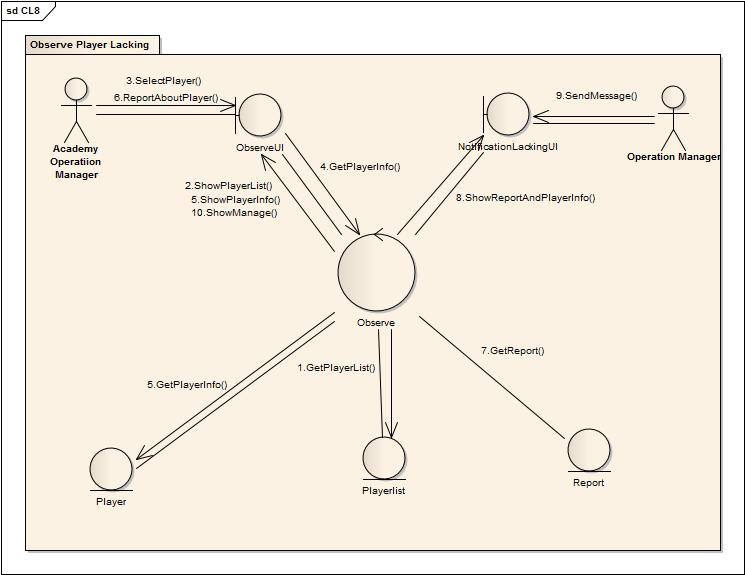 sd CL8
Observe Player Lacking
3.SelectPlayer()
6.ReportAboutPlayer()
9.SendMessage()
Academy
Operatiion
Manager
ObserveUI
NotificationLackingUI
Operation Manager
4.GetPlayerInfo()
2.ShowPlayerList()
5.ShowPlayerInfo()
10.ShowManage()
8.ShowReportAndPlayerInfo()
Observe
7.GetReport()
1.GetPlayerList()
5.GetPlayerInfo()
Player
Playerlist
Report